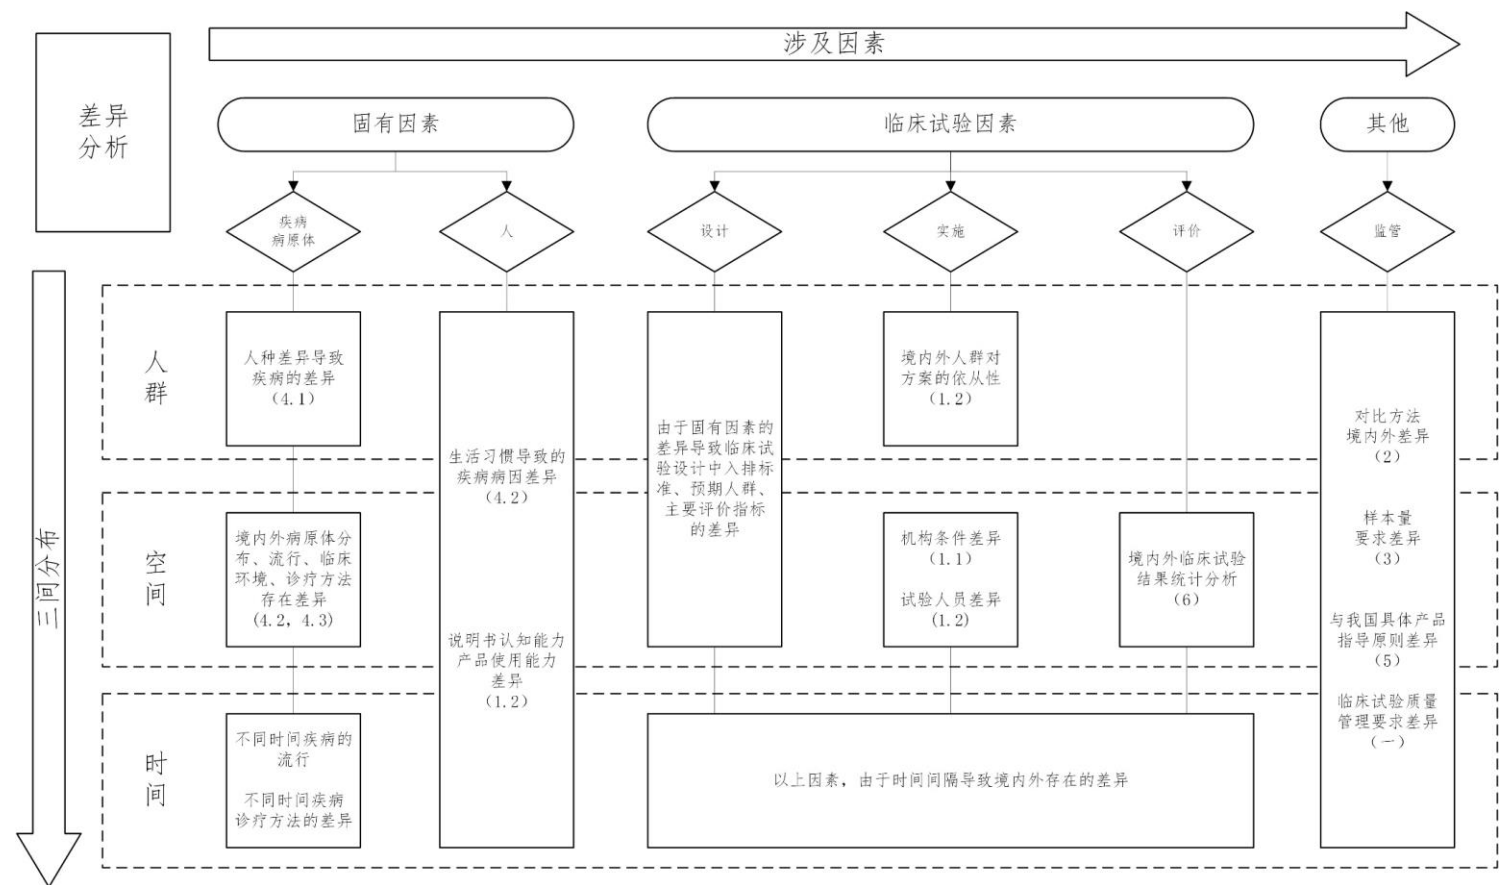 涉及因素
差异
分析
固有因素
临床试验因素
其他
疾病
病原体
人
设计
实施
评价
监管
三间分布
人
群
人种差异导致
疾病的差异
（4.1）
境内外人群对
方案的依从性
（1.2）
生活习惯导致的
疾病病因差异
（4.2）
说明书认知能力
产品使用能力
差异
（1.2）
由于固有因素的
差异导致临床试
验设计中入排标
准、预期人群、
主要评价指标
的差异
对比方法
境内外差异
（2）
样本量
要求差异
（3）
与我国具体产品
指导原则差异
（5）
临床试验质量
管理要求差异
（一）
空
间
境内外病原体分
布、流行、临床
环境、诊疗方法
存在差异
(4.2，4.3)
机构条件差异
（1.1）
试验人员差异
(1.2)
境内外临床试验
结果统计分析
（6）
时
间
不同时间疾病的
流行
不同时间疾病
诊疗方法的差异
以上因素，由于时间间隔导致境内外存在的差异